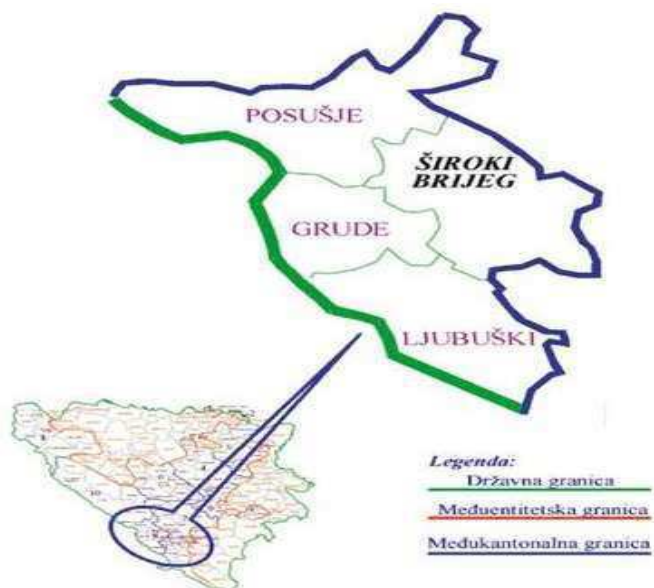 POSUŠJE
ŠIROKI
BRIJEG
GRUDE
LJUBUŠKI
Legenda:
Državna granica
Međuentitetska granica
Međukantonalna granica